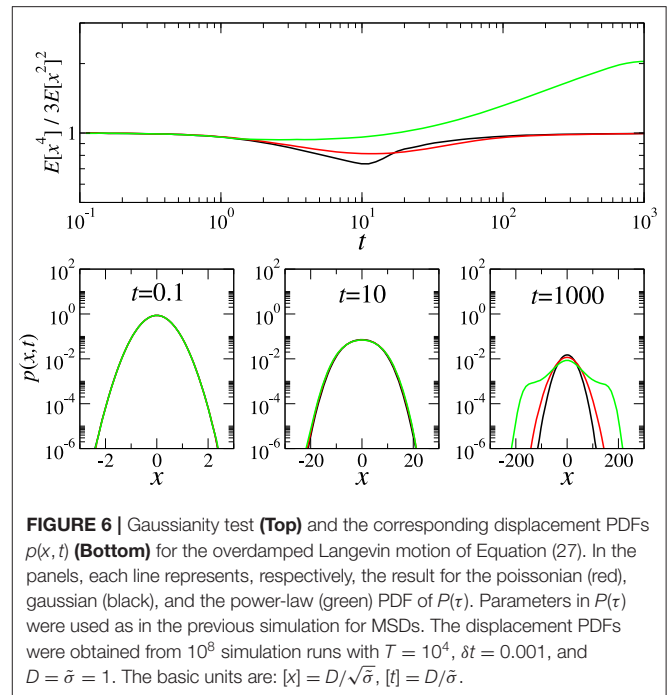 E[x⁴] / 3E[x²]²
1
10⁻¹ 10⁰ 10¹ 10² 10³
t
p(x,t)
10² 10⁰ 10⁻² 10⁻⁴ 10⁻⁶
t=0.1
-2 0 2
x
10² 10⁰ 10⁻² 10⁻⁴ 10⁻⁶
t=10
-20 0 20
x
10² 10⁰ 10⁻² 10⁻⁴ 10⁻⁶
t=1000
-200 0 200
x
FIGURE 6 | Gaussianity test (Top) and the corresponding displacement PDFs
p(x, t) (Bottom) for the overdamped Langevin motion of Equation (27). In the
panels, each line represents, respectively, the result for the poissonian (red),
gaussian (black), and the power-law (green) PDF of P(τ). Parameters in P(τ)
were used as in the previous simulation for MSDs. The displacement PDFs
were obtained from 10⁸ simulation runs with T = 10⁴, δt = 0.001, and
D = σ̃ = 1. The basic units are: [x] = D/√σ̃, [t] = D/σ̃.